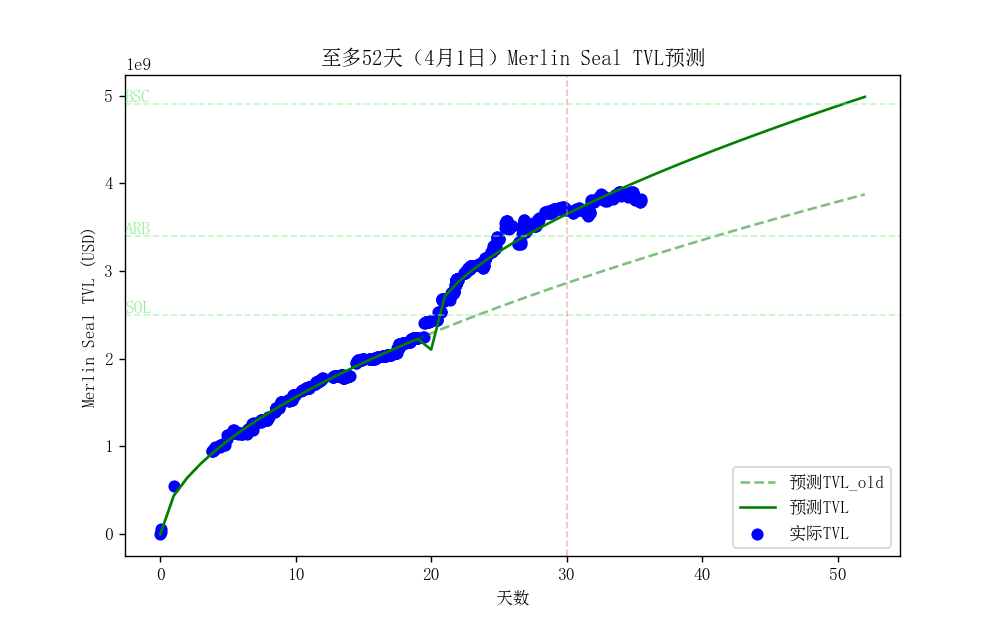 至多52天（4月1日）Merlin Seal TVL预测
1e9
5
4
3
2
1
0
Merlin Seal TVL (USD)
BSC
ARB
SOL
预测TVL_old
预测TVL
实际TVL
0 10 20 30 40 50
天数